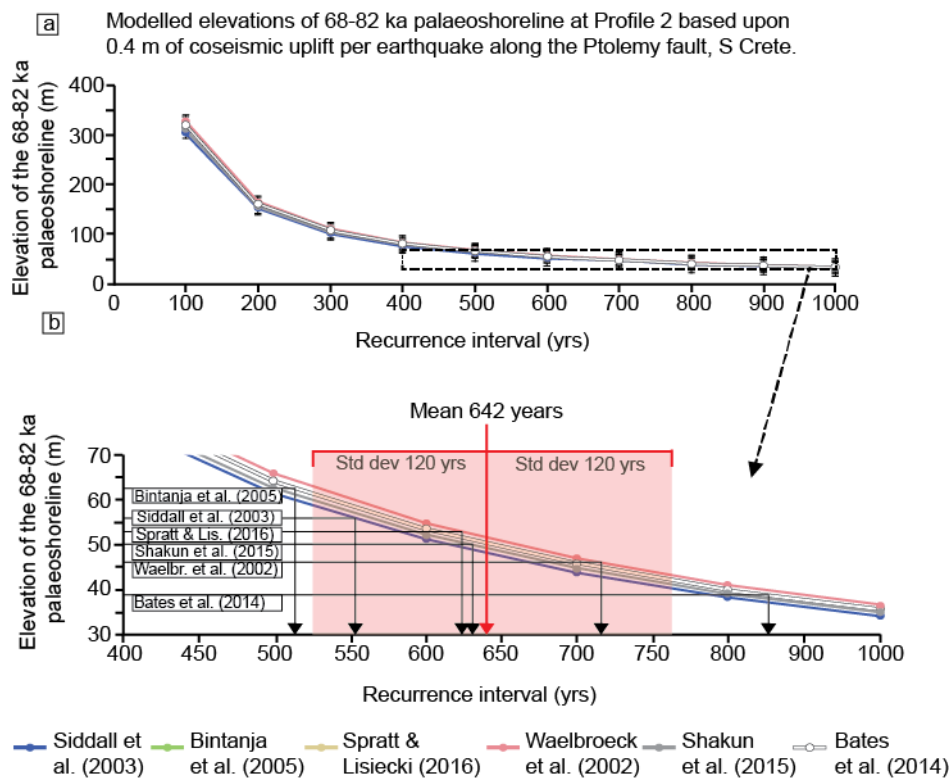 a
Modelled elevations of 68-82 ka palaeoshoreline at Profile 2 based upon
0.4 m of coseismic uplift per earthquake along the Ptolemy fault, S Crete.
Elevation of the 68-82 ka
palaeoshoreline (m)
400
300
200
100
0
0 100 200 300 400 500 600 700 800 900 1000
Recurrence interval (yrs)
b
Mean 642 years
Elevation of the 68-82 ka
palaeoshoreline (m)
70
60
50
40
30
Std dev 120 yrs Std dev 120 yrs
Bintanja et al. (2005)
Siddall et al. (2003)
Spratt & Lis. (2016)
Shakun et al. (2015)
Waelbr. et al. (2002)
Bates et al. (2014)
400 500 550 600 650 700 750 800 900 1000
Recurrence interval (yrs)
Siddall et
al. (2003)
Bintanja
et al. (2005)
Spratt &
Lisiecki (2016)
Waelbroeck
et al. (2002)
Shakun
et al. (2015)
Bates
et al. (2014)